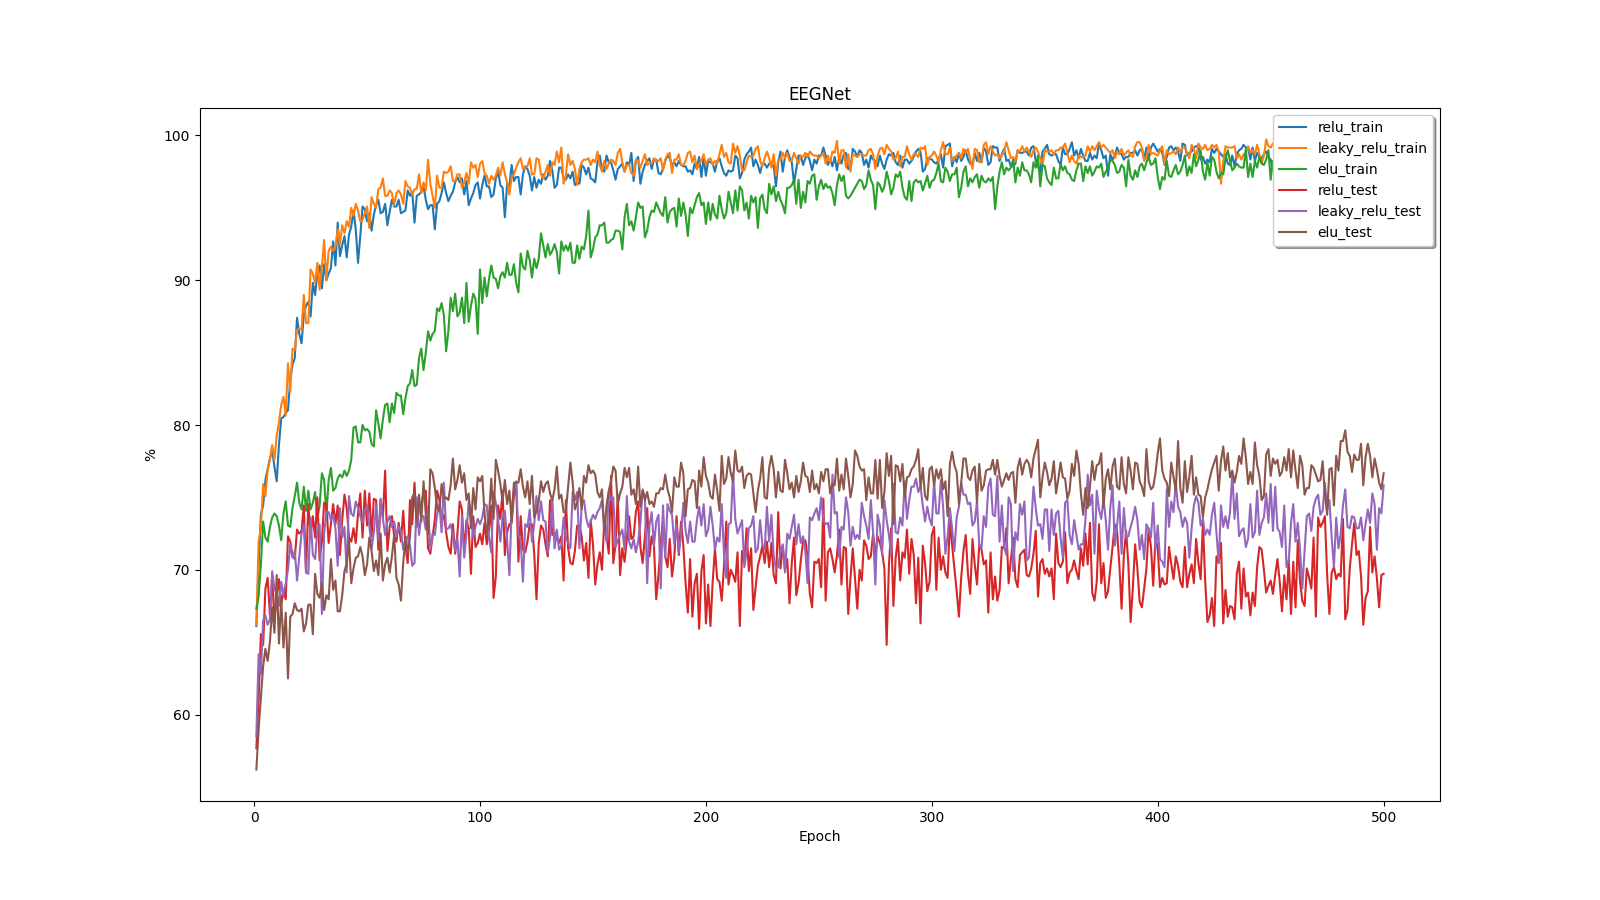 EEGNet
100
90
80
70
60
%
0 100 200 300 400 500
Epoch
relu_train
leaky_relu_train
elu_train
relu_test
leaky_relu_test
elu_test